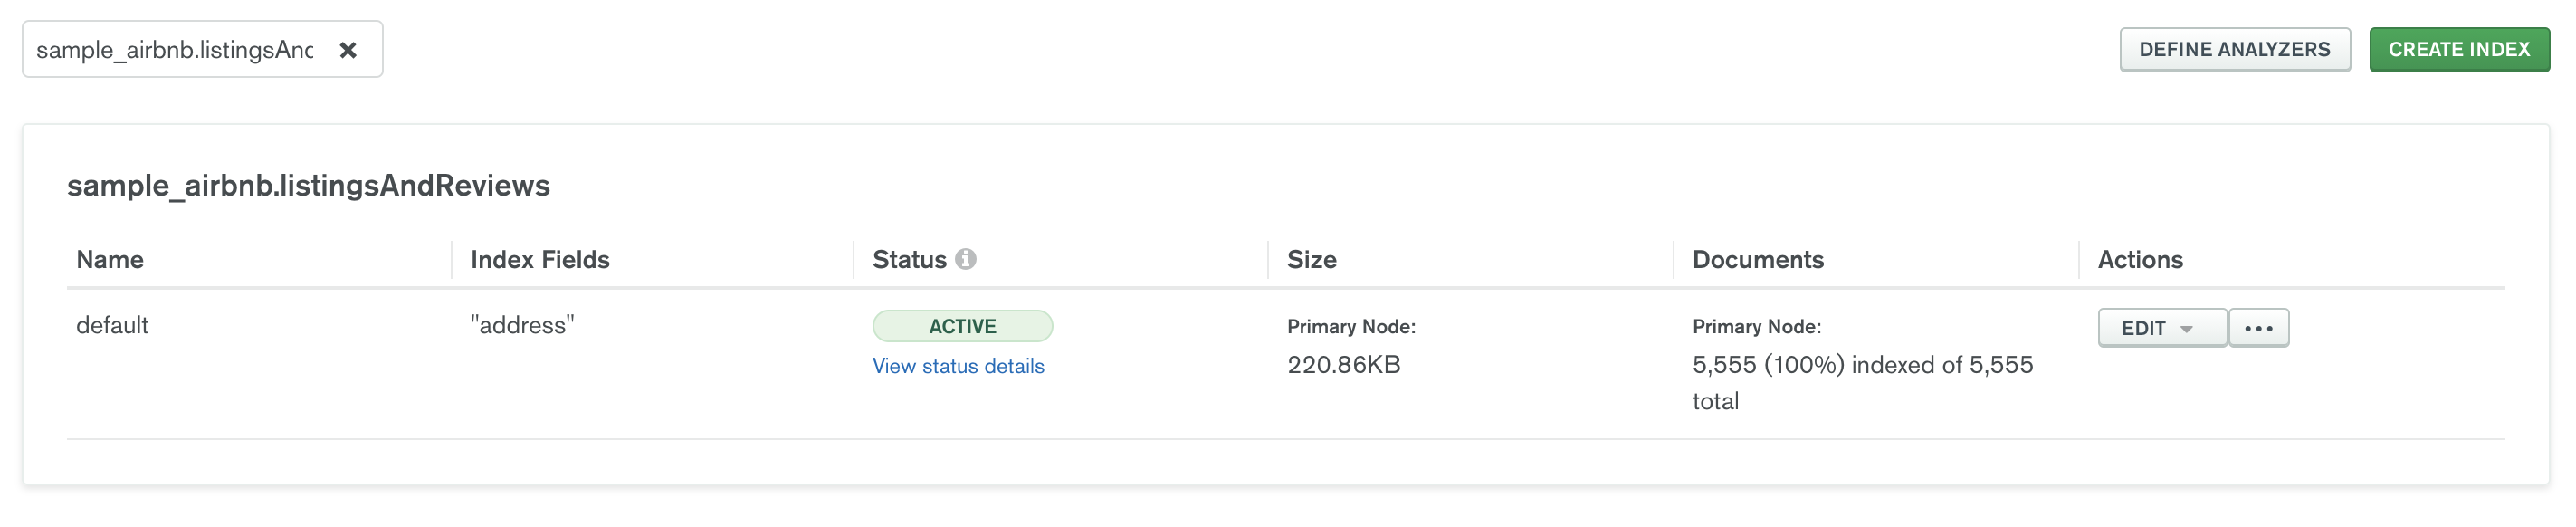 sample_airbnb.listingsAnc
DEFINE ANALYZERS
CREATE INDEX
sample_airbnb.listingsAndReviews
Name
Index Fields
Status
Size
Documents
Actions
default
"address"
ACTIVE
View status details
Primary Node:
220.86KB
Primary Node:
5,555 (100%) indexed of 5,555
total
EDIT